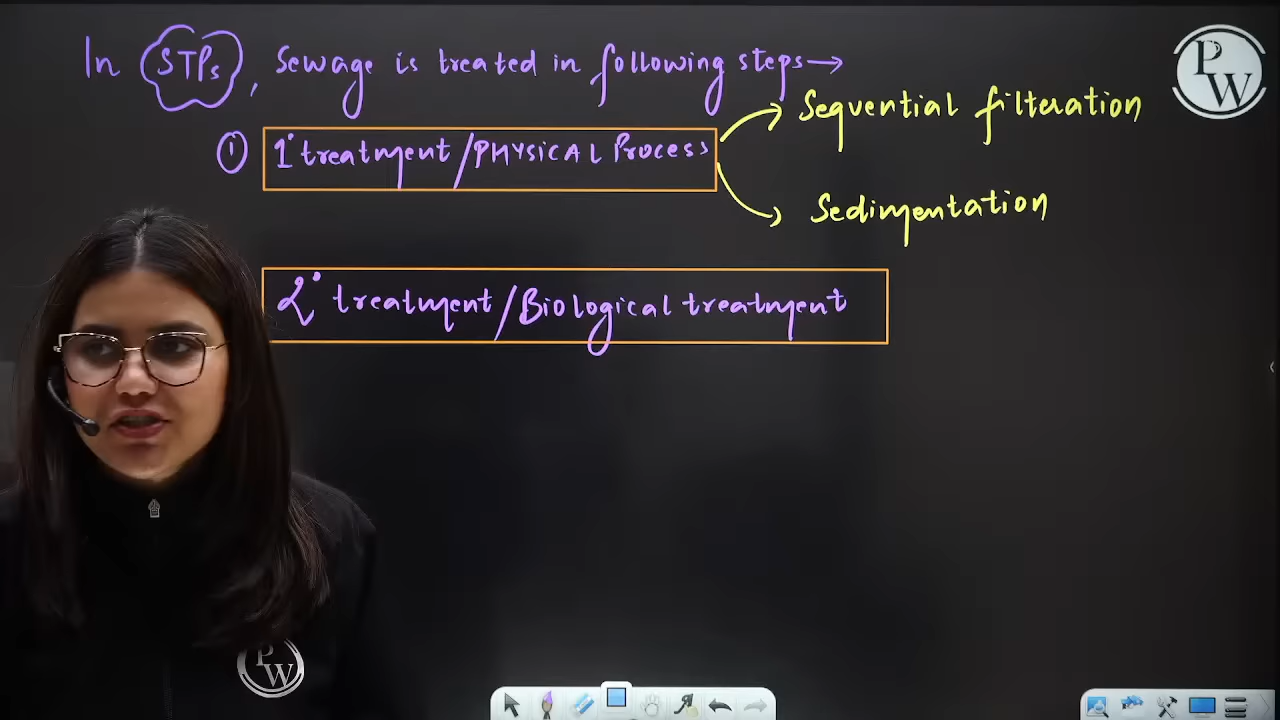 In STPs, Sewage is treated in following steps→
① 1° treatment/PHYSICAL Process
Sequential filteration
Sedimentation
2° treatment/Biological treatment
PW
PW